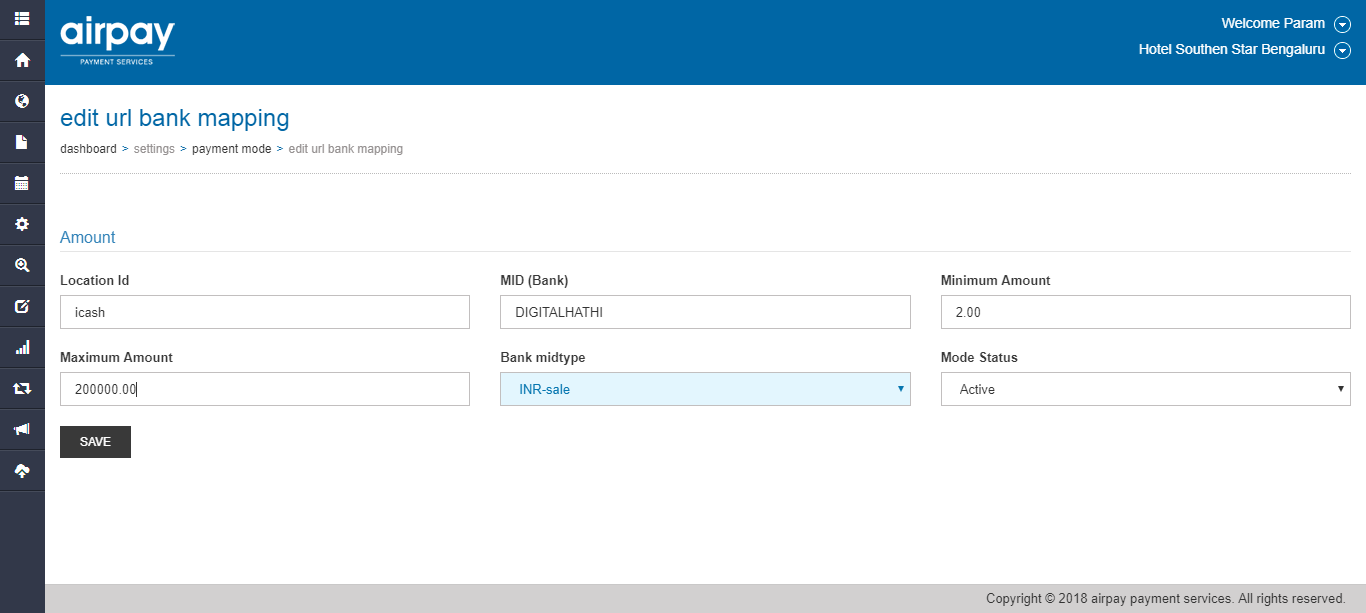 airpay
PAYMENT SERVICES
Welcome Param
Hotel Southen Star Bengaluru
edit url bank mapping
dashboard > settings > payment mode > edit url bank mapping
Amount
Location Id MID (Bank) Minimum Amount
icash DIGITALHATHI 2.00
Maximum Amount Bank midtype Mode Status
200000.00 INR-sale Active
SAVE
Copyright © 2018 airpay payment services. All rights reserved.